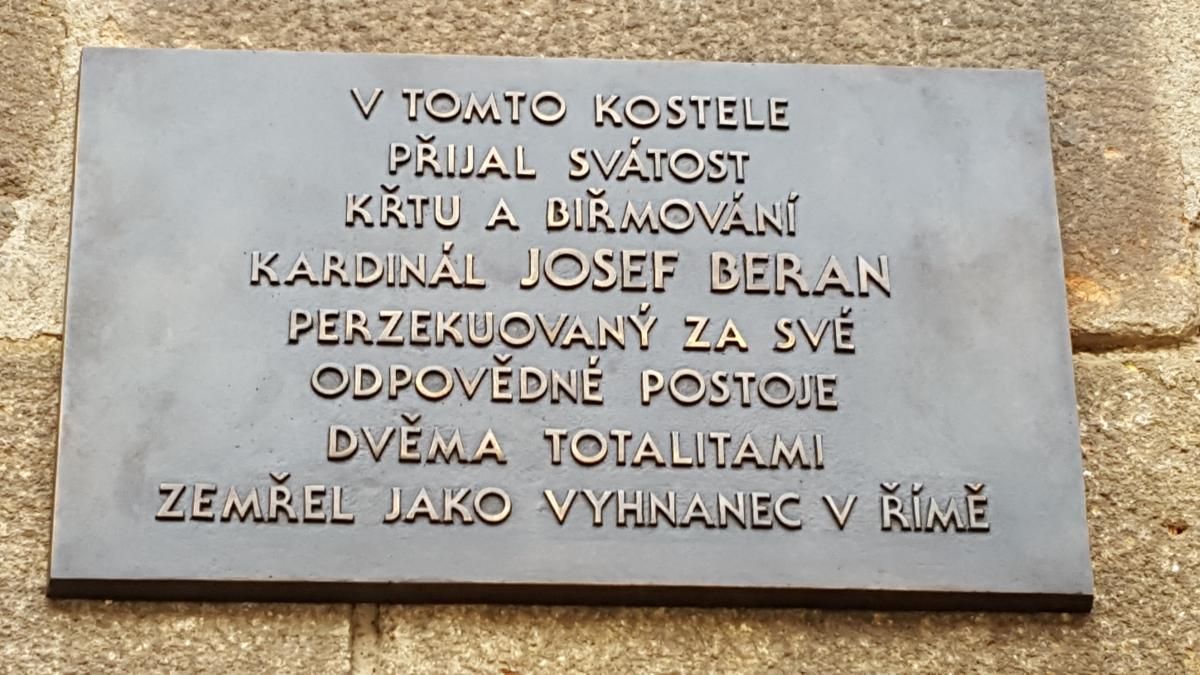 V TOMTO KOSTELE
PŘIJAL SVÁTOST
KŘTU A BIŘMOVÁNÍ
KARDINÁL JOSEF BERAN
PERZEKUOVANÝ ZA SVÉ
ODPOVĚDNÉ POSTOJE
DVĚMA TOTALITAMI
ZEMŘEL JAKO VYHNANEC V ŘÍMĚ